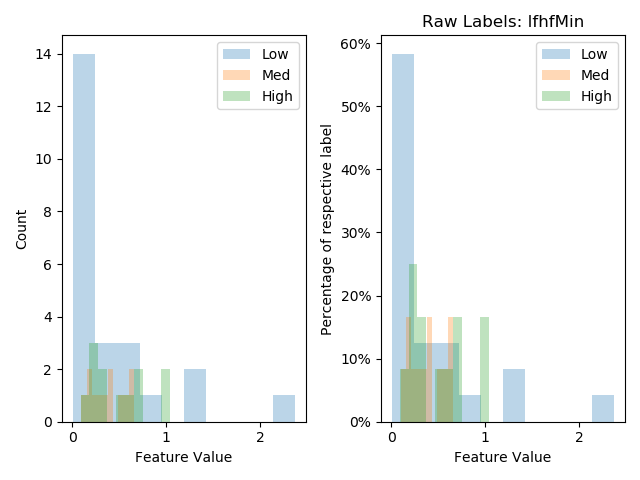 Low
Med
High
14
12
10
8
6
4
2
0
Count
0
1
2
Feature Value
Raw Labels: lfhfMin
Low
Med
High
60%
50%
40%
30%
20%
10%
0%
Percentage of respective label
0
1
2
Feature Value